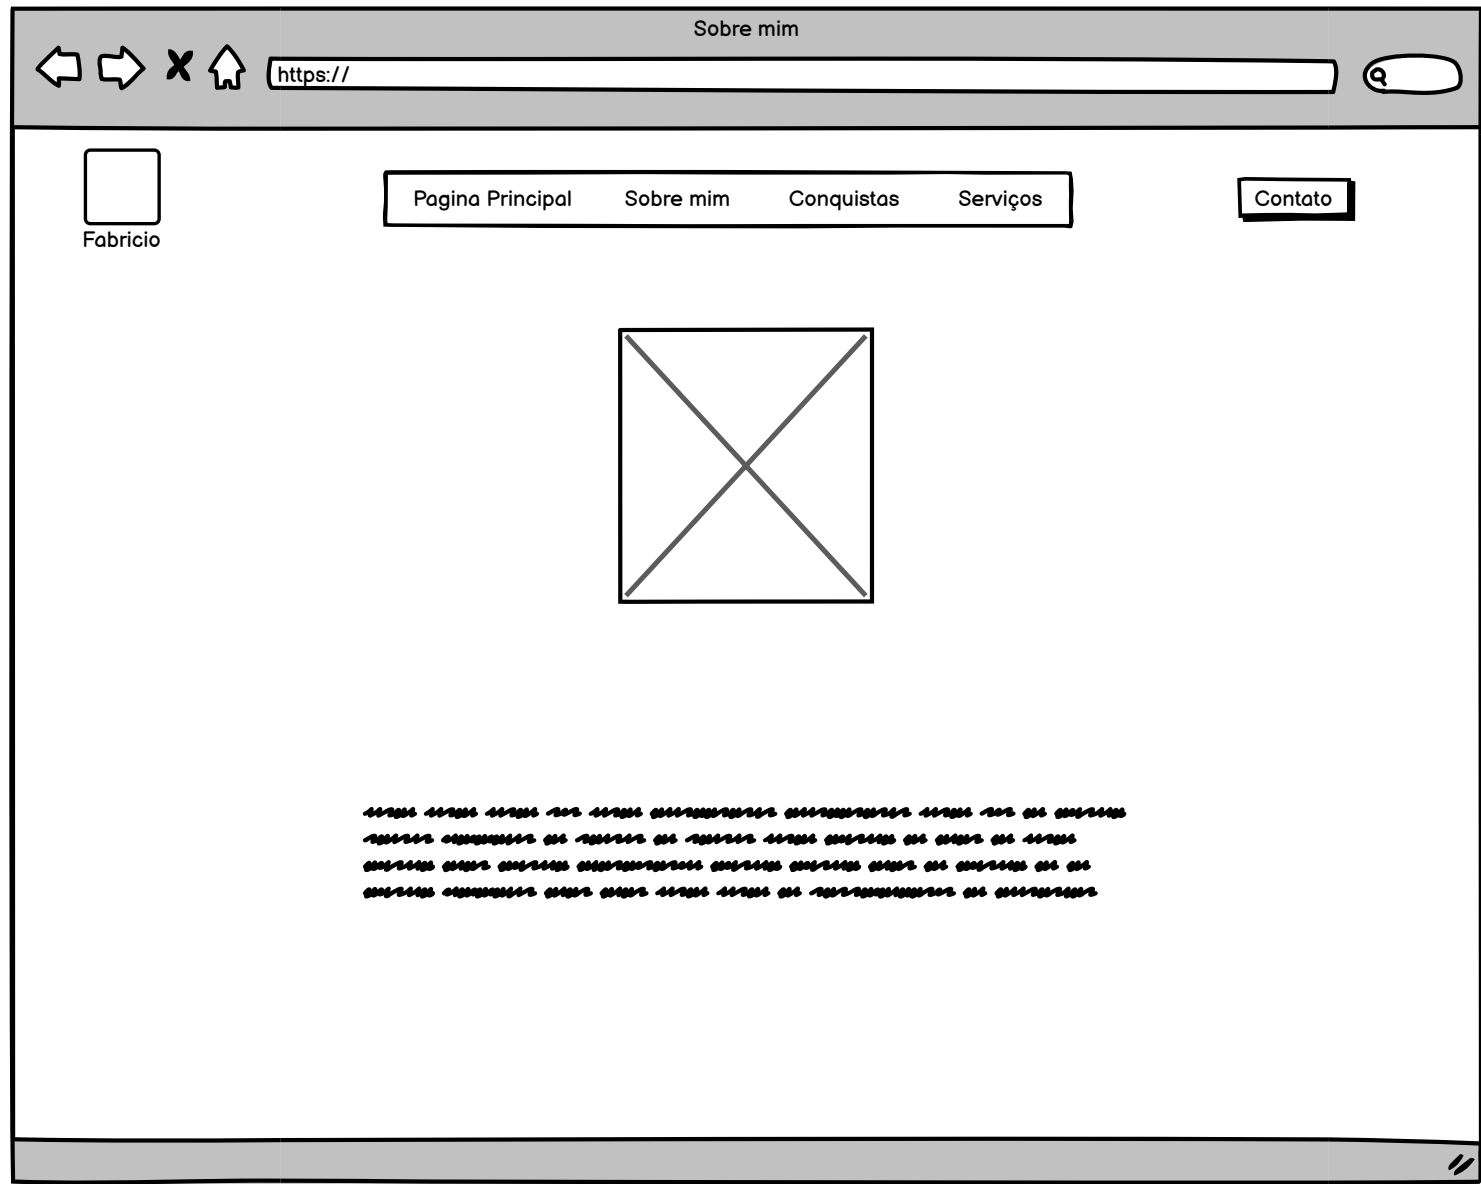 Sobre mim
https://
Pagina Principal Sobre mim Conquistas Serviços
Contato
Fabricio